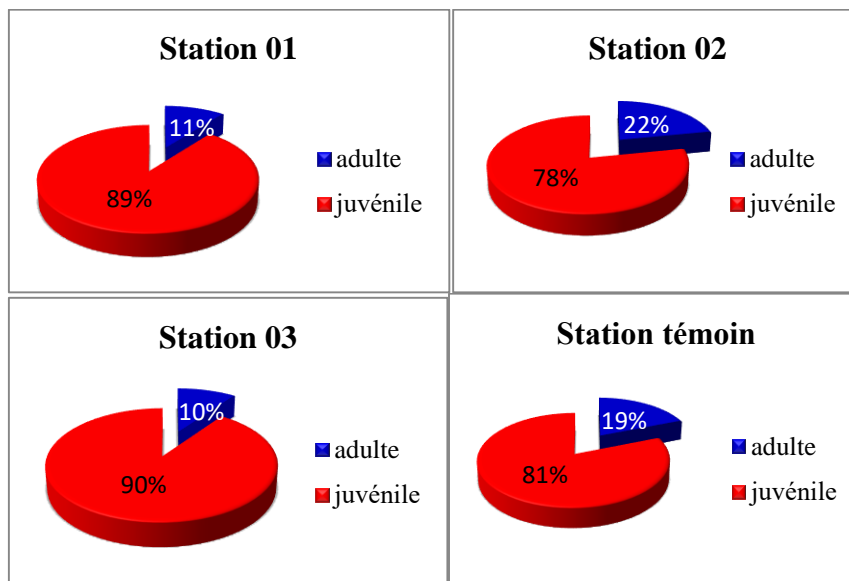 Station 01
11%
89%
adulte
juvénile
Station 02
22%
78%
adulte
juvénile
Station 03
10%
90%
adulte
juvénile
Station témoin
19%
81%
adulte
juvénile